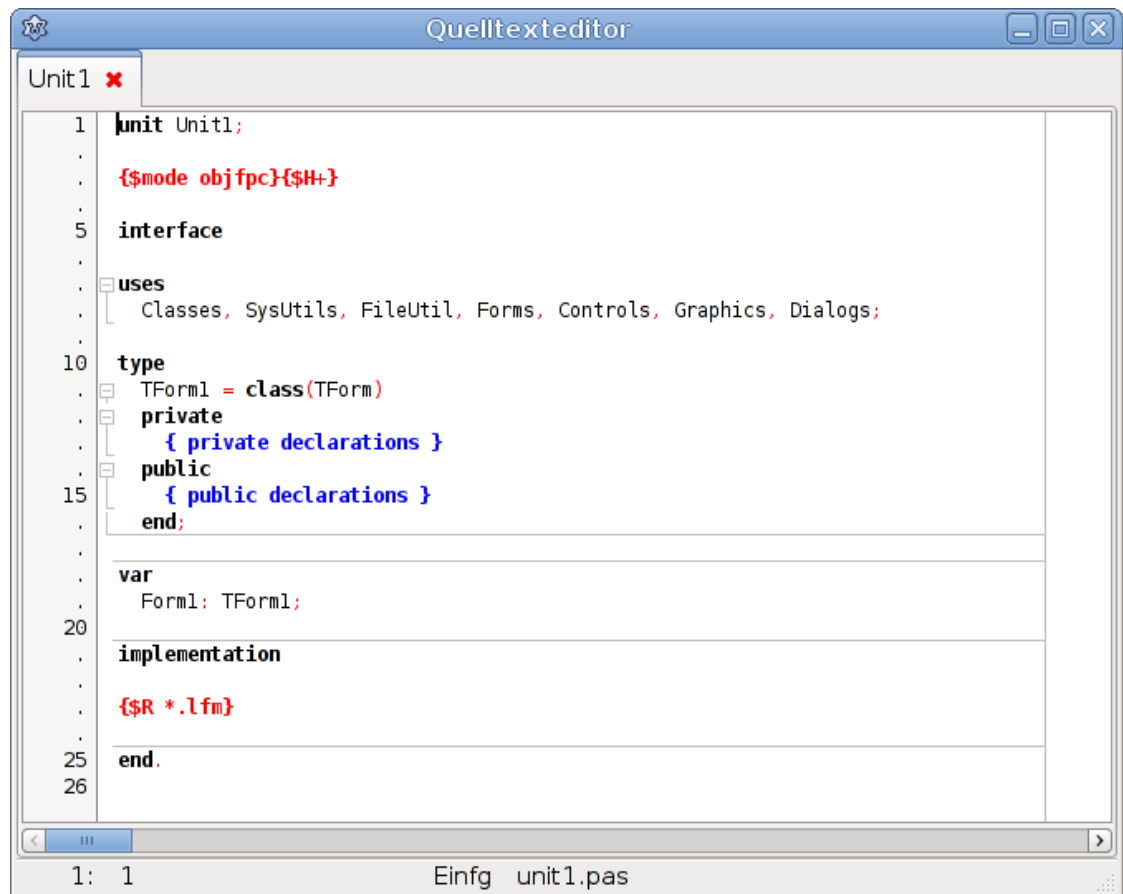 Quelltexteditor
Unit1
1 unit Unit1;
.
. {$mode objfpc}{$H+}
.
5 interface
.
. uses
. Classes, SysUtils, FileUtil, Forms, Controls, Graphics, Dialogs;
.
10 type
. TForm1 = class(TForm)
. private
. { private declarations }
. public
15 { public declarations }
. end;
.
. var
. Form1: TForm1;
20
. implementation
.
. {$R *.lfm}
.
25 end.
26
1: 1 Einfg unit1.pas